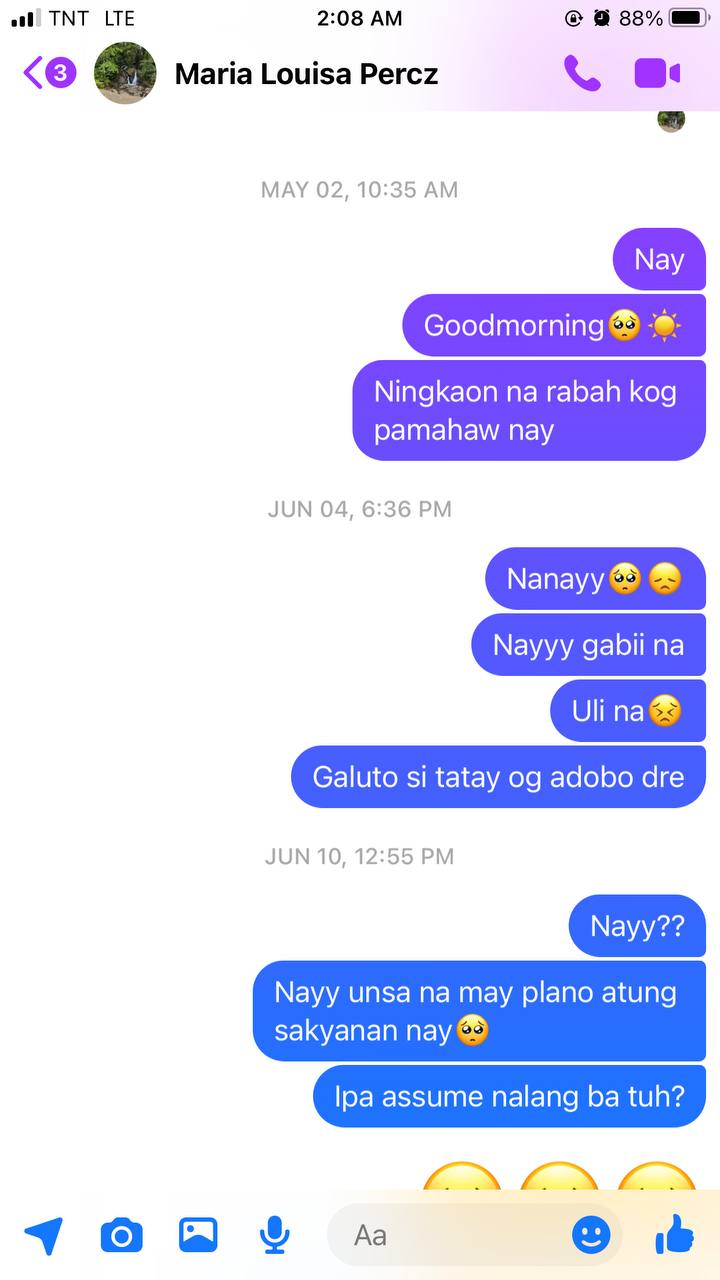 TNT LTE 2:08 AM 88%
3 Maria Louisa Percz
MAY 02, 10:35 AM
Nay
Goodmorning🥺☀️
Ningkaon na rabah kog
pamahaw nay
JUN 04, 6:36 PM
Nanayy🥺😞
Nayyy gabii na
Uli na😣
Galuto si tatay og adobo dre
JUN 10, 12:55 PM
Nayy??
Nayy unsa na may plano atung
sakyanan nay🥺
Ipa assume nalang ba tuh?
Aa